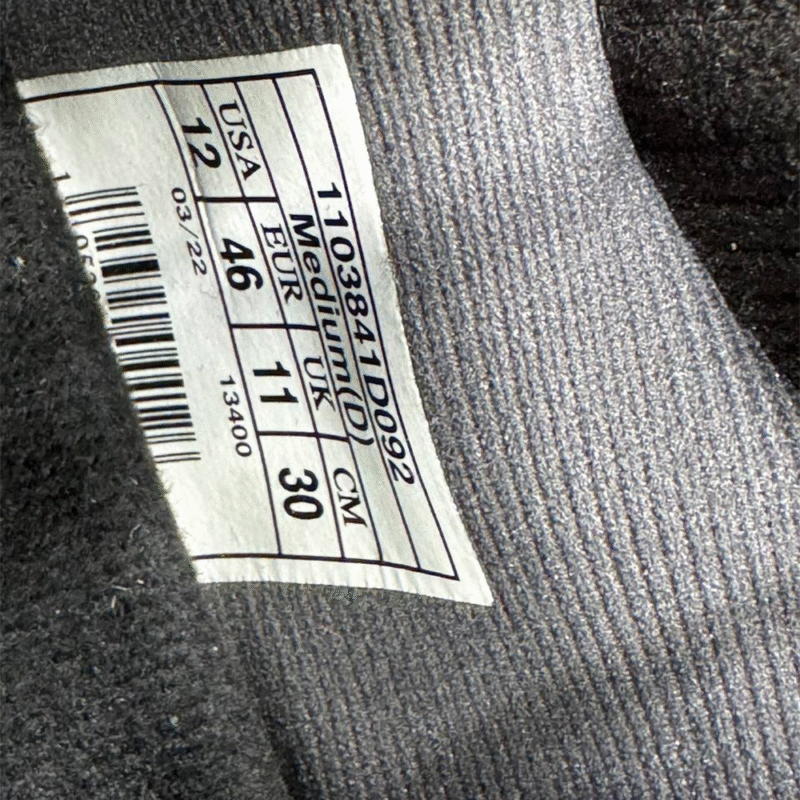 1103841D092
Medium(D)
USA EUR UK CM
12 46 11 30
03/22 13400